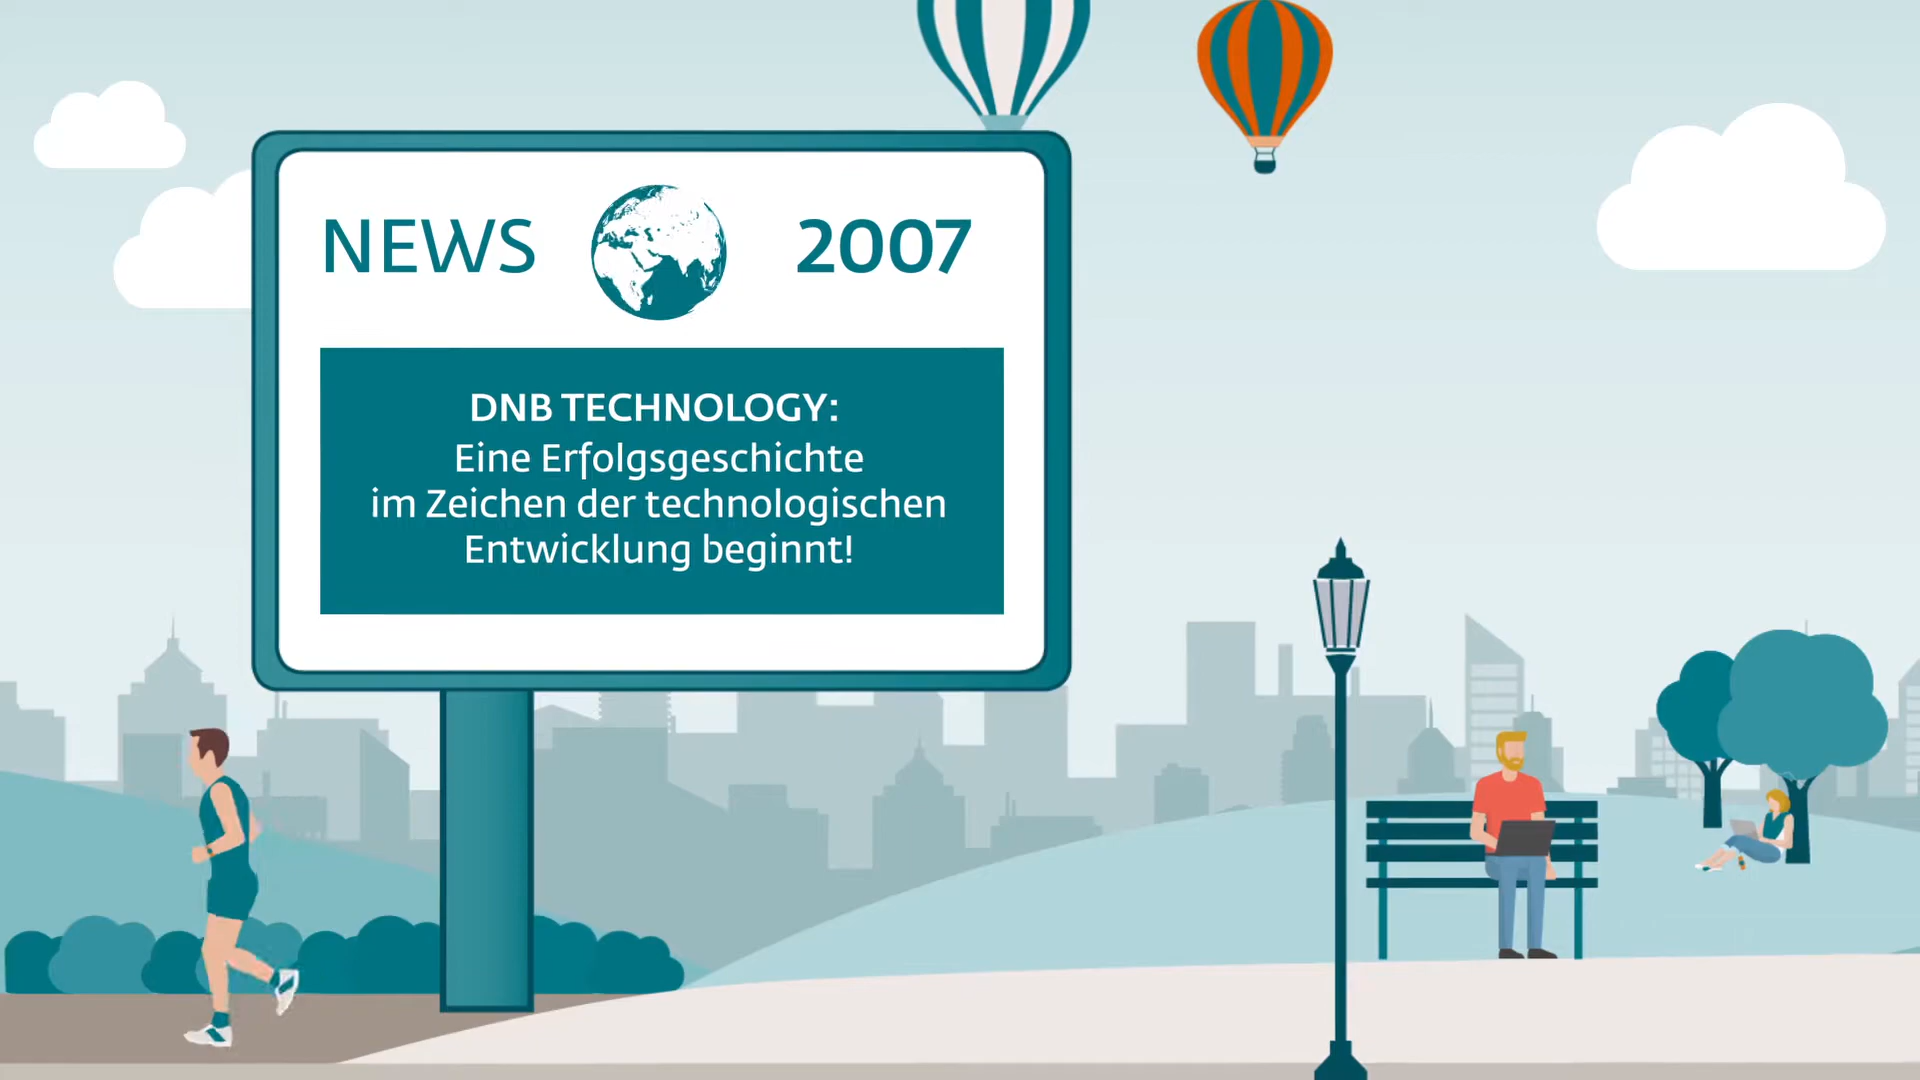 NEWS 2007
DNB TECHNOLOGY:
Eine Erfolgsgeschichte
im Zeichen der technologischen
Entwicklung beginnt!